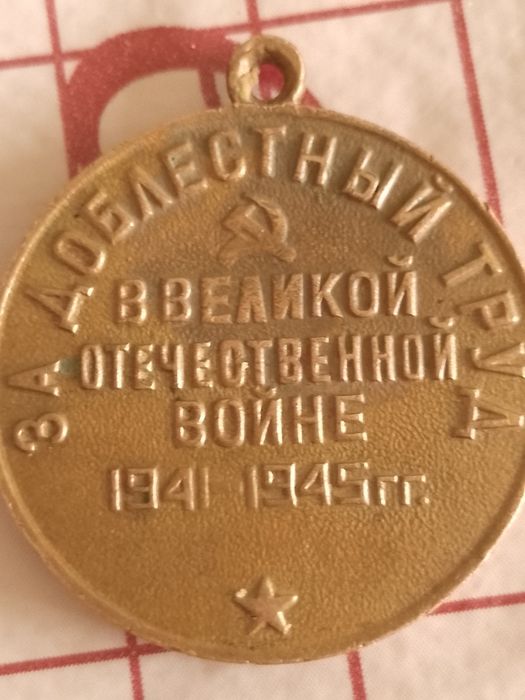 ЗА ДОБЛЕСТНЫЙ ТРУД
В ВЕЛИКОЙ
ОТЕЧЕСТВЕННОЙ
ВОЙНЕ
1941 1945 гг.